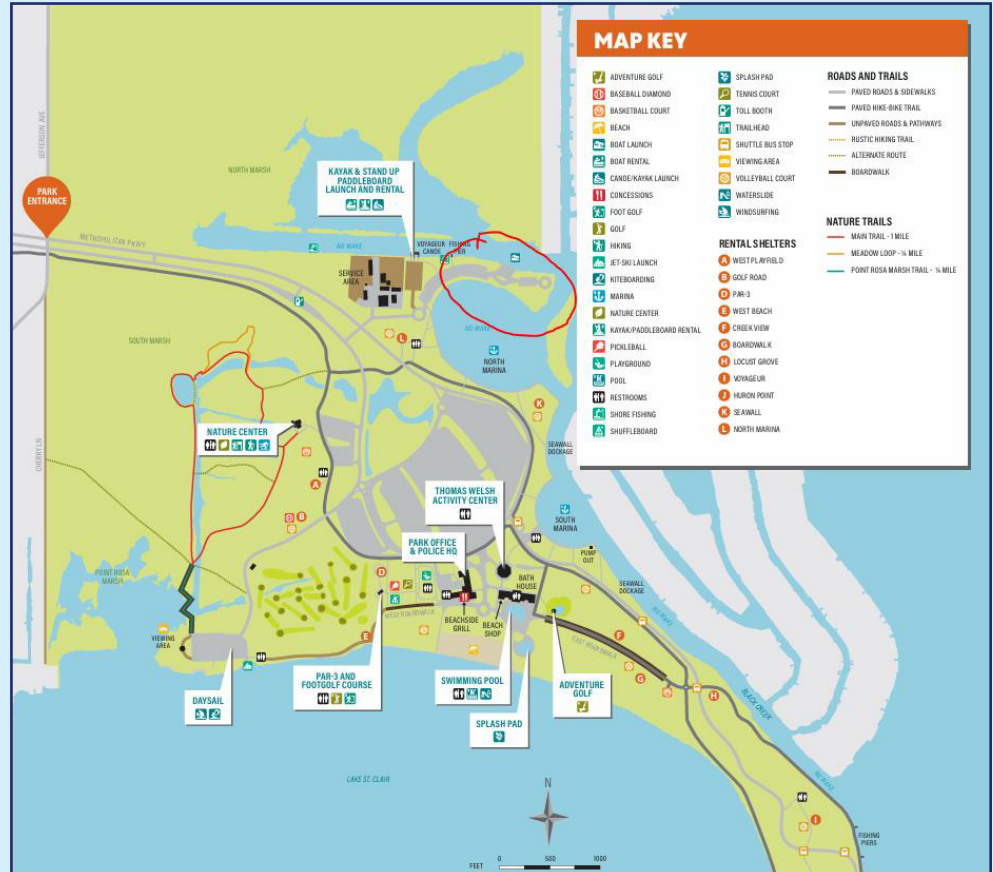 MAP KEY
ADVENTURE GOLF
BASEBALL DIAMOND
BASKETBALL COURT
BEACH
BOAT LAUNCH
BOAT RENTAL
CANOE/KAYAK LAUNCH
CONCESSIONS
FOOT GOLF
GOLF
HIKING
JET-SKI LAUNCH
KITEBOARDING
MARINA
NATURE CENTER
KAYAK/PADDLEBOARD RENTAL
PICKLEBALL
PLAYGROUND
POOL
RESTROOMS
SHORE FISHING
SHUFFLEBOARD
SPLASH PAD
TENNIS COURT
TOLL BOOTH
TRAILHEAD
SHUTTLE BUS STOP
VIEWING AREA
VOLLEYBALL COURT
WATERSLIDE
WINDSURFING
RENTAL SHELTERS
A WEST PLAYFIELD
B GOLF ROAD
D PAR-3
E WEST BEACH
F CREEK VIEW
G BOARDWALK
H LOCUST GROVE
I VOYAGEUR
J HURON POINT
K SEAWALL
L NORTH MARINA
ROADS AND TRAILS
PAVED ROADS & SIDEWALKS
PAVED HIKE-BIKE TRAIL
UNPAVED ROADS & PATHWAYS
RUSTIC HIKING TRAIL
ALTERNATE ROUTE
BOARDWALK
NATURE TRAILS
MAIN TRAIL - 1 MILE
MEADOW LOOP - ¼ MILE
POINT ROSA MARSH TRAIL - ¼ MILE
JEFFERSON AVE
PARK
ENTRANCE
METROPOLITAN PKWY
CHERRY LN
NORTH MARSH
KAYAK & STAND UP
PADDLEBOARD
LAUNCH AND RENTAL
NO WAKE
VOYAGEUR
CANOE
FISHING
PIER
SERVICE
AREA
NO WAKE
L
NORTH
MARINA
SOUTH MARSH
K
SEAWALL
DOCKAGE
NATURE CENTER
A
B
THOMAS WELSH
ACTIVITY CENTER
SOUTH
MARINA
PARK OFFICE
& POLICE HQ
PUMP
OUT
D
BATH
HOUSE
SEAWALL
DOCKAGE
NO WAKE
POINT ROSA
MARSH
WEST BOARDWALK
BEACHSIDE
GRILL
BEACH
SHOP
EAST BOARDWALK
VIEWING
AREA
E
F
G
H
BLACK CREEK
DAYSAIL
PAR-3 AND
FOOTGOLF COURSE
SWIMMING POOL
ADVENTURE
GOLF
SPLASH PAD
LAKE ST. CLAIR
N
NO WAKE
I
FISHING
PIERS
FEET
0 500 1000